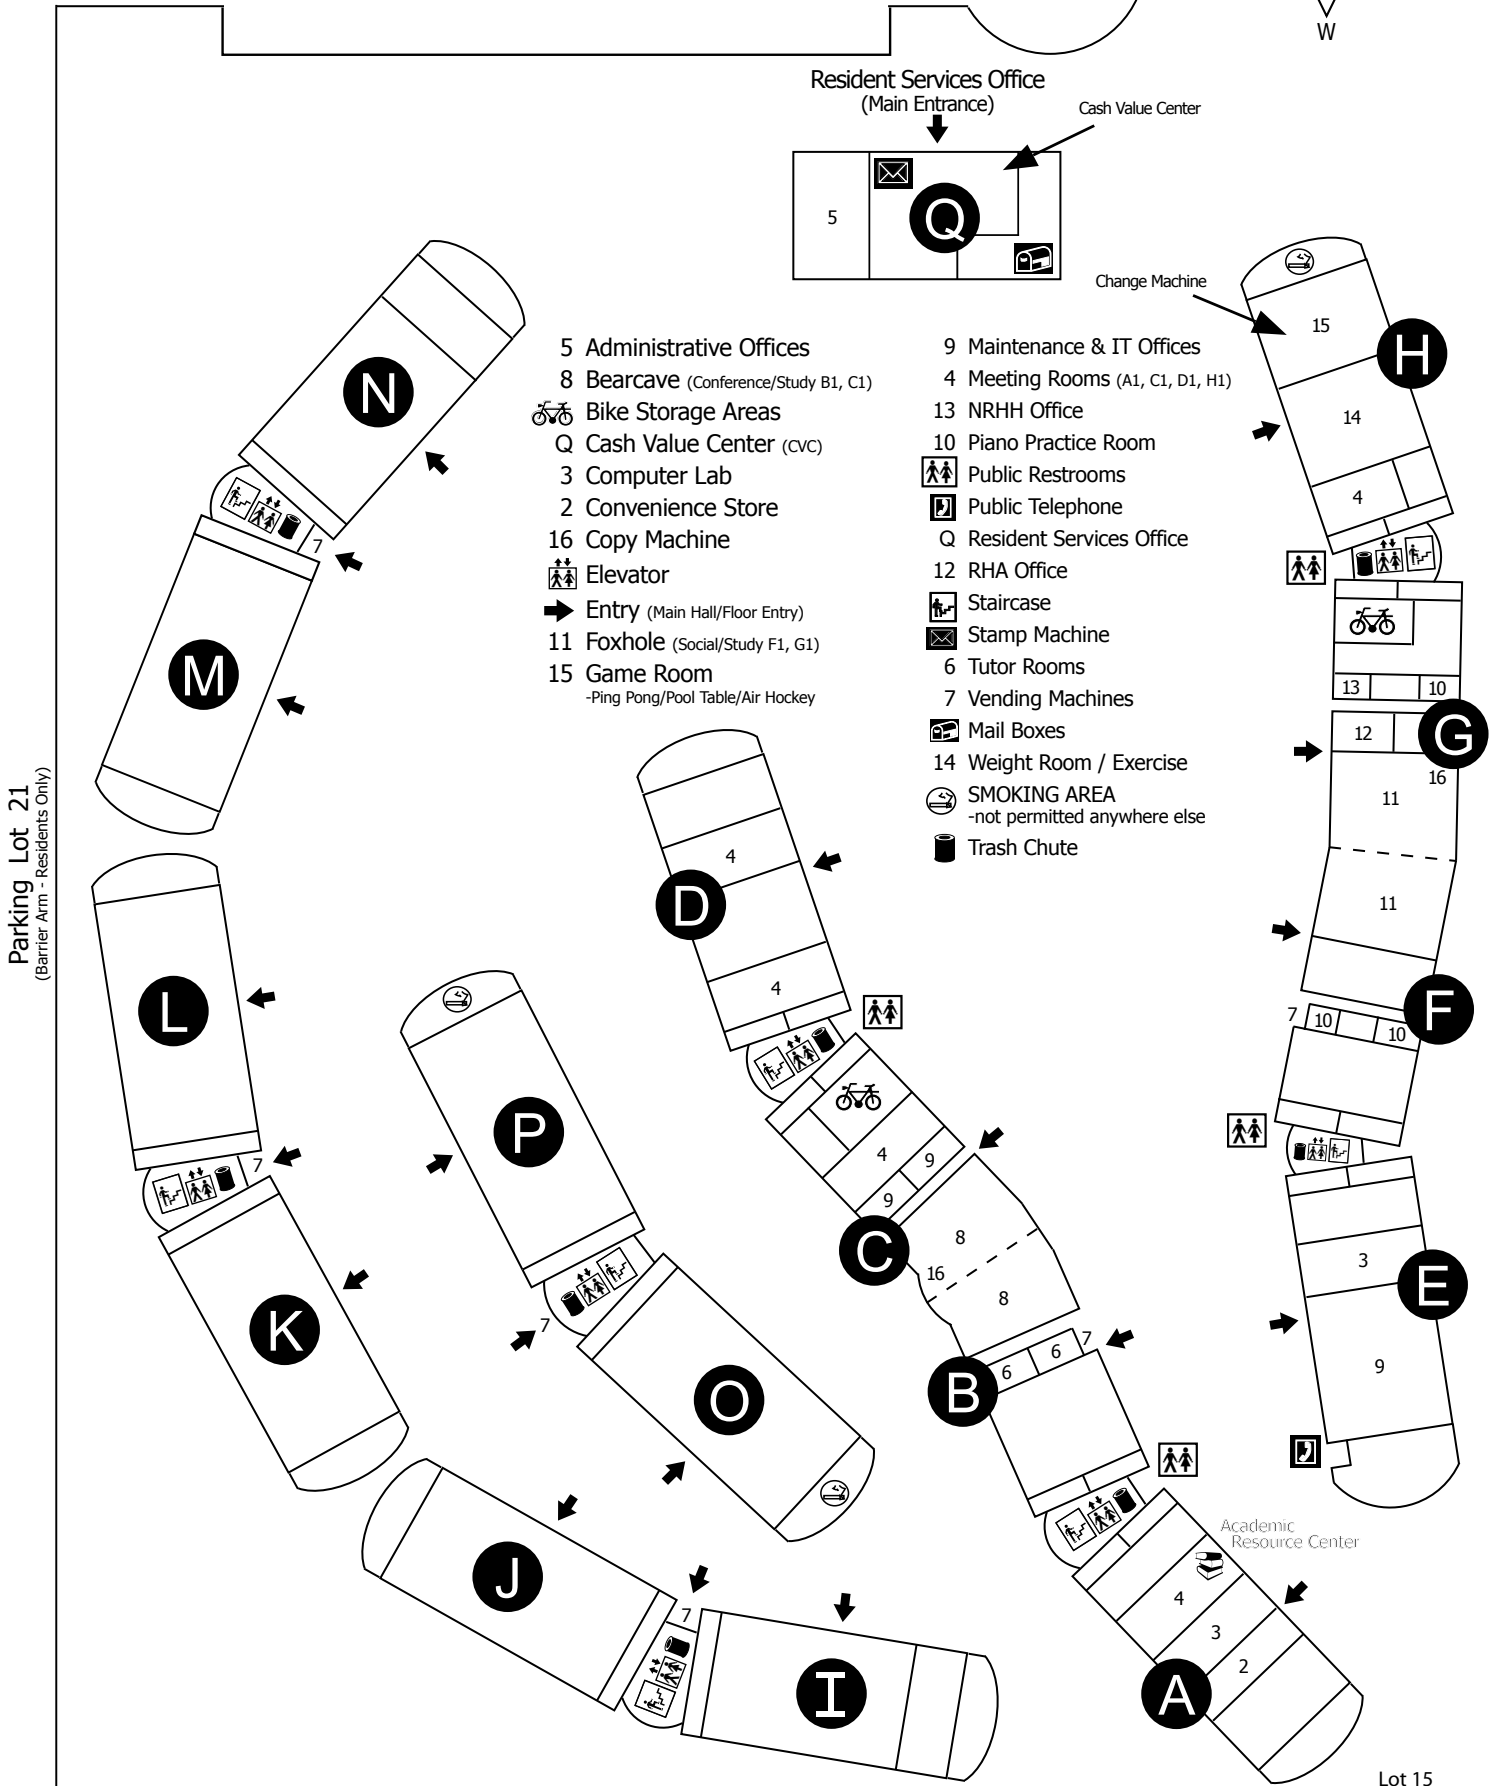 W
Resident Services Office
(Main Entrance)
Cash Value Center
5
Q
Change Machine
15
H
14
4
5 Administrative Offices
8 Bearcave (Conference/Study B1, C1)
Bike Storage Areas
Q Cash Value Center (CVC)
3 Computer Lab
2 Convenience Store
16 Copy Machine
Elevator
Entry (Main Hall/Floor Entry)
11 Foxhole (Social/Study F1, G1)
15 Game Room
-Ping Pong/Pool Table/Air Hockey
9 Maintenance & IT Offices
4 Meeting Rooms (A1, C1, D1, H1)
13 NRHH Office
10 Piano Practice Room
Public Restrooms
Public Telephone
Q Resident Services Office
12 RHA Office
Staircase
Stamp Machine
6 Tutor Rooms
7 Vending Machines
Mail Boxes
14 Weight Room / Exercise
SMOKING AREA
-not permitted anywhere else
Trash Chute
N
7
M
Parking Lot 21
(Barrier Arm - Residents Only)
L
7
K
P
7
O
J
7
I
D
4
4
4
9
9
C
8
16
8
B
6
6
7
Academic
Resource Center
4
3
2
A
13
10
12
G
16
11
11
F
7
10
10
3
E
9
Lot 15